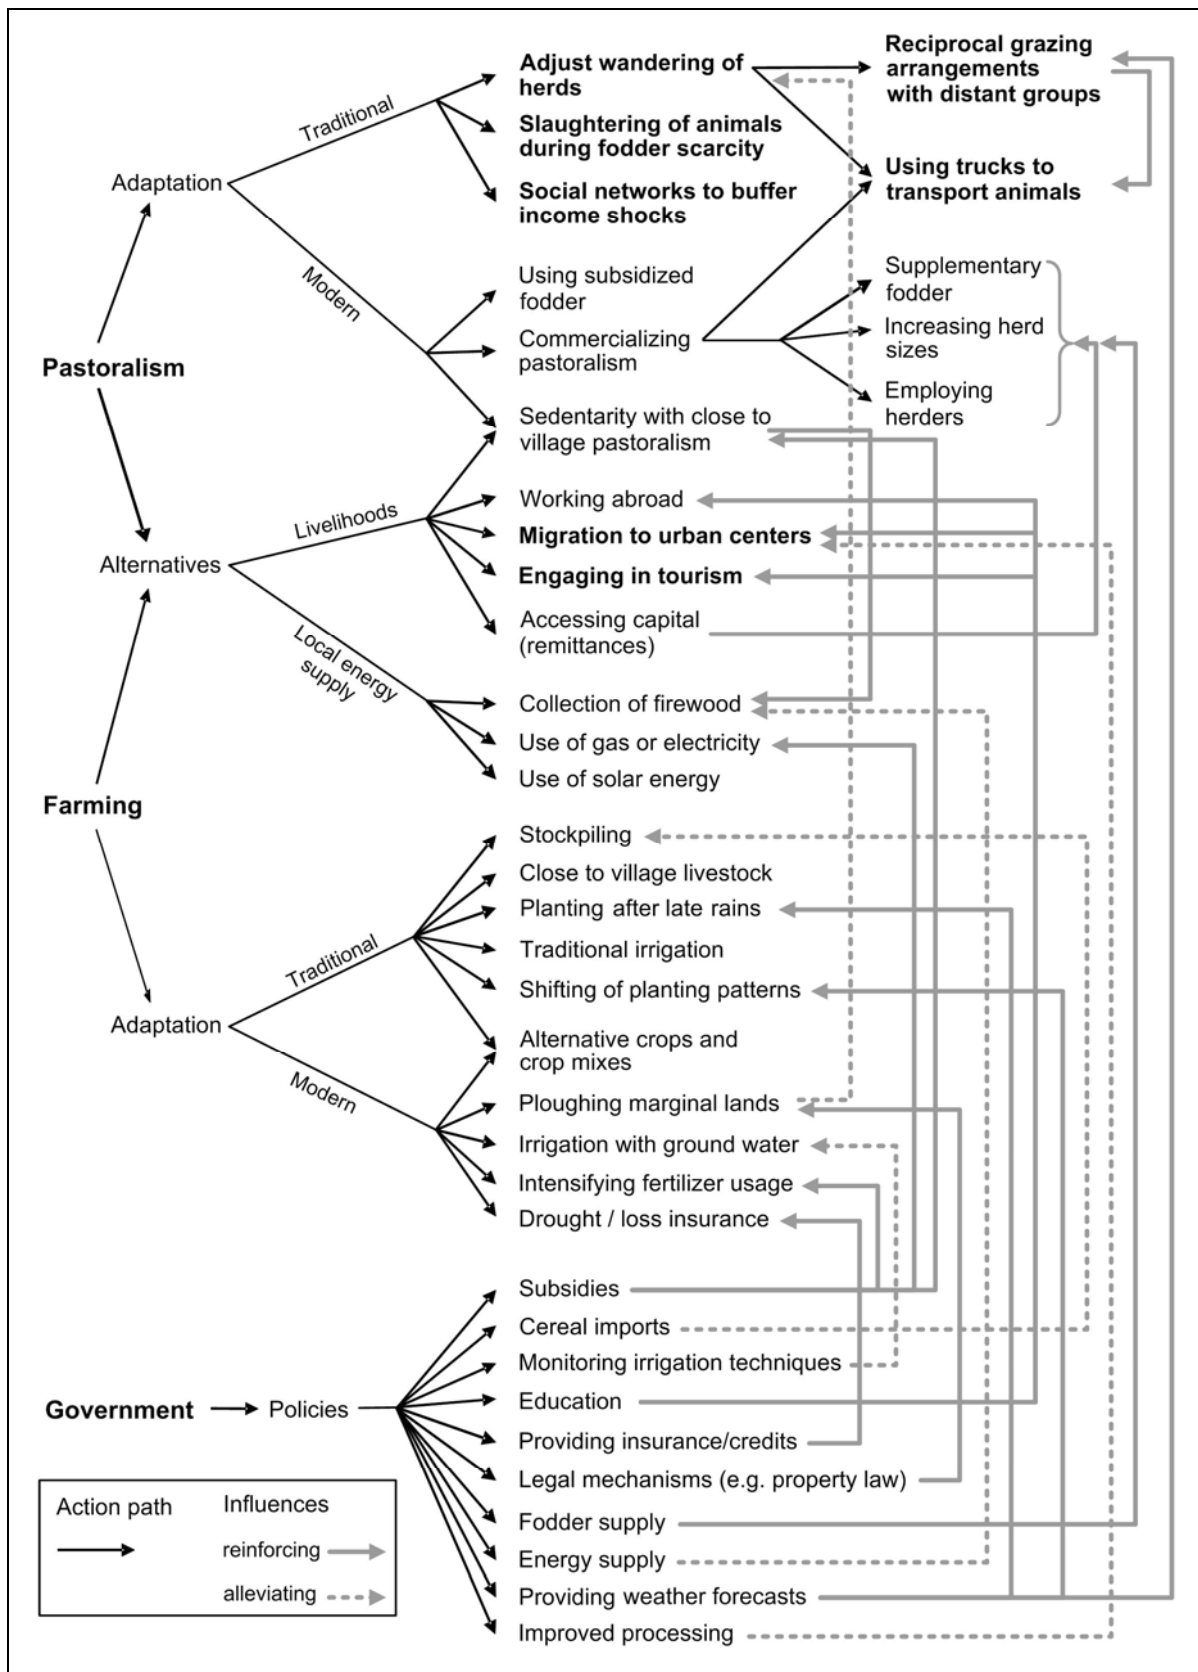 Adjust wandering of
herds
Reciprocal grazing
arrangements
with distant groups
Traditional
Slaughtering of animals
during fodder scarcity
Adaptation
Using trucks to
transport animals
Social networks to buffer
income shocks
Modern
Using subsidized
fodder
Supplementary
fodder
Commercializing
pastoralism
Increasing herd
sizes
Pastoralism
Employing
herders
Sedentarity with close to
village pastoralism
Livelihoods
Working abroad
Migration to urban centers
Alternatives
Engaging in tourism
Accessing capital
(remittances)
Local energy
supply
Collection of firewood
Use of gas or electricity
Use of solar energy
Farming
Stockpiling
Close to village livestock
Planting after late rains
Traditional
Traditional irrigation
Shifting of planting patterns
Adaptation
Alternative crops and
crop mixes
Modern
Ploughing marginal lands
Irrigation with ground water
Intensifying fertilizer usage
Drought / loss insurance
Subsidies
Cereal imports
Monitoring irrigation techniques
Government
Policies
Education
Providing insurance/credits
Legal mechanisms (e.g. property law)
Fodder supply
Energy supply
Providing weather forecasts
Improved processing
Action path
Influences
reinforcing
alleviating